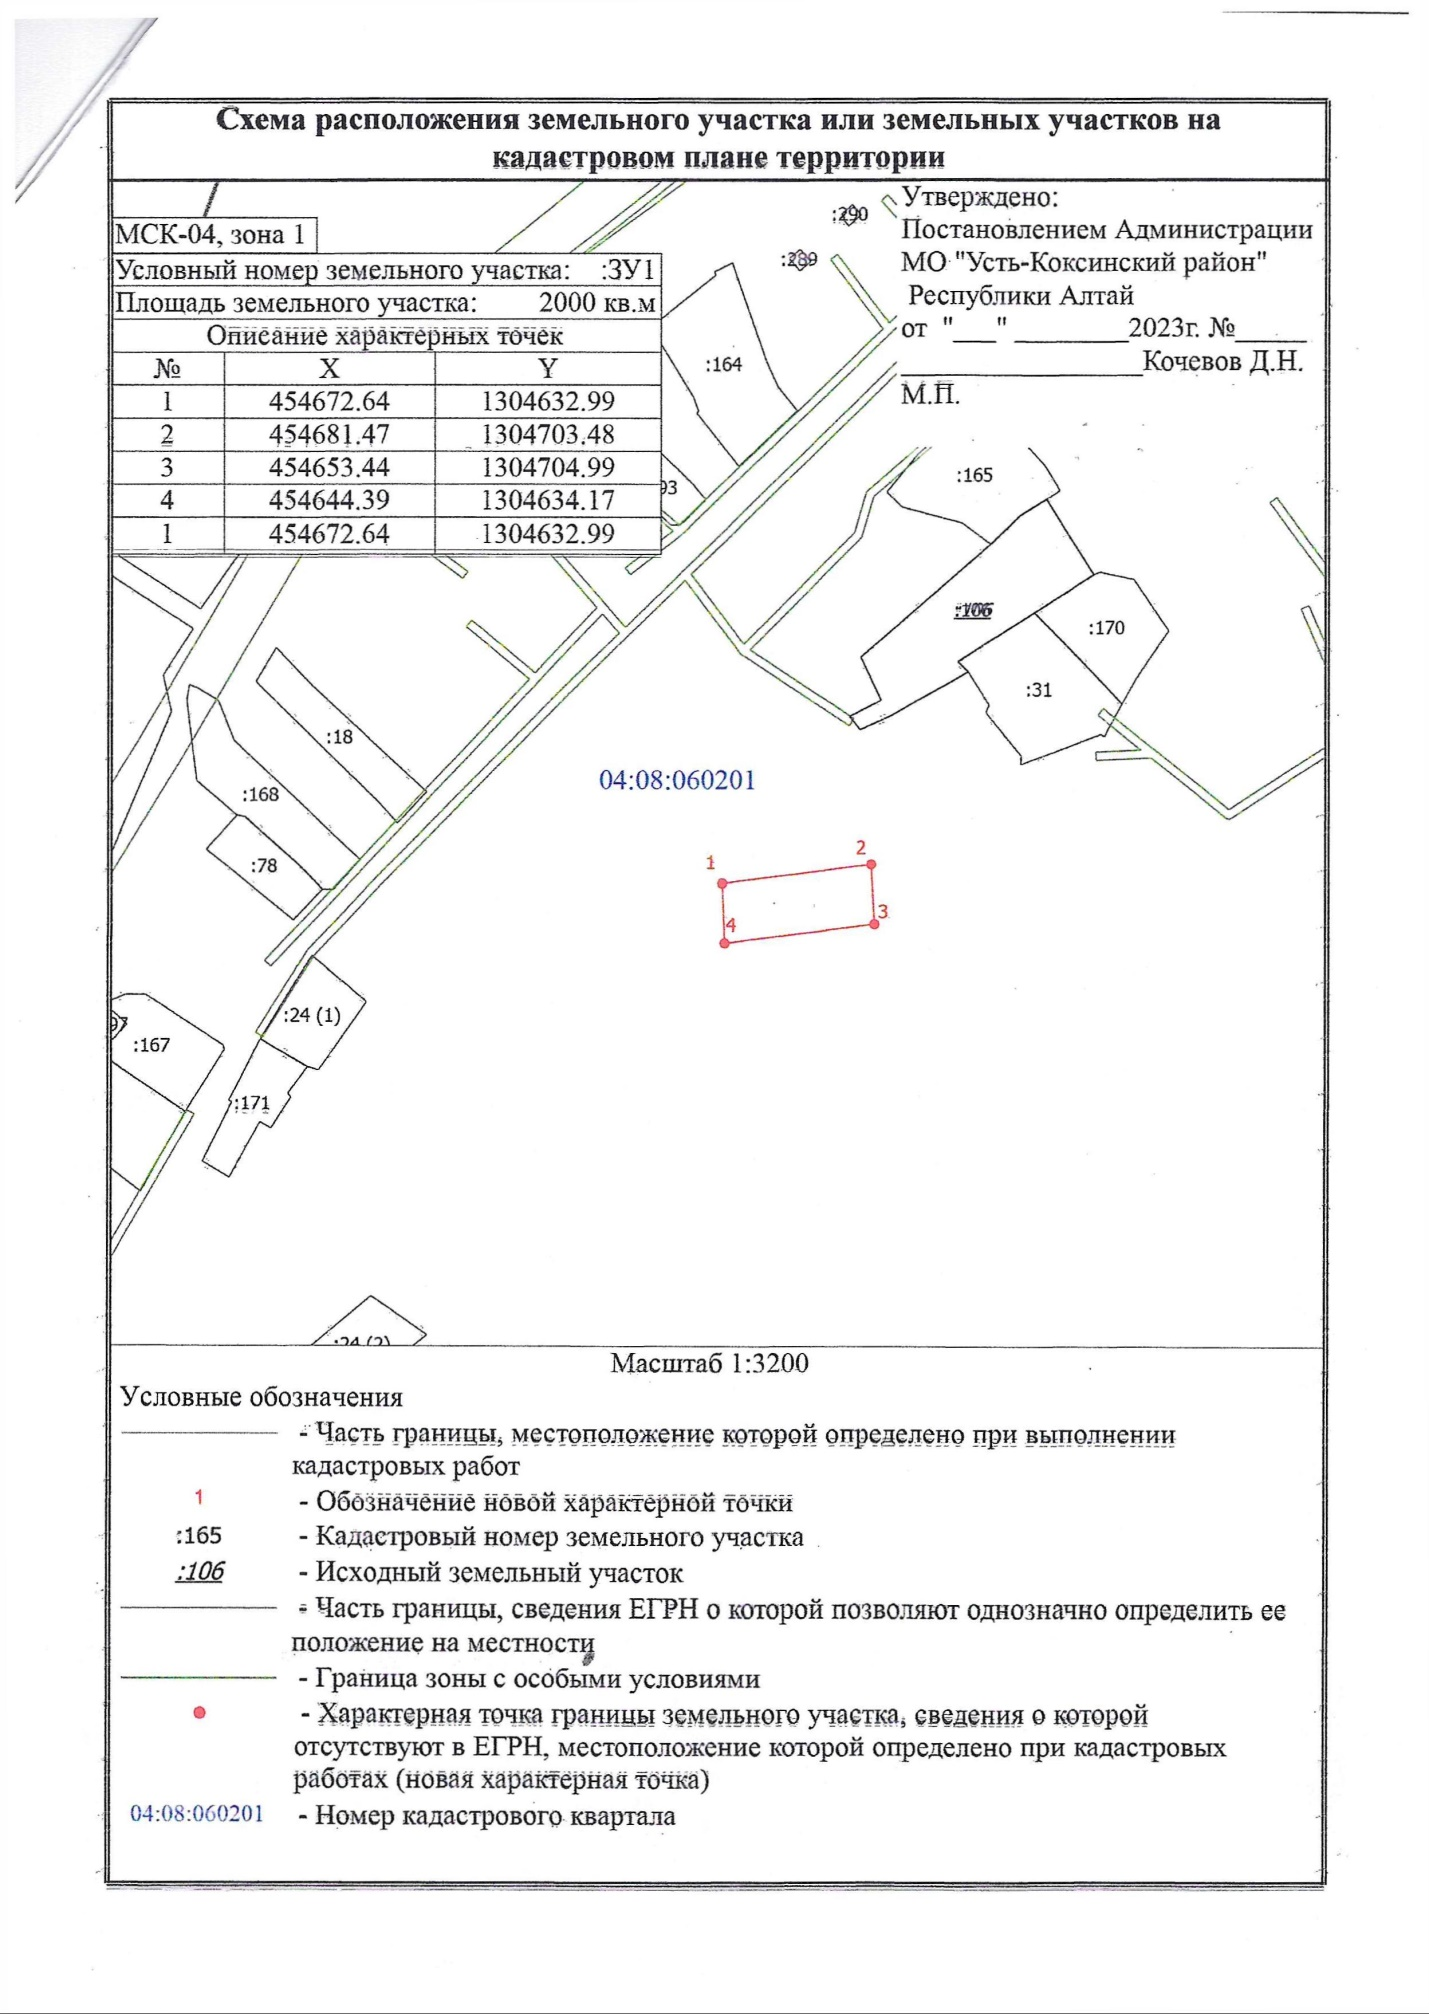 Схема расположения земельного участка или земельных участков на
кадастровом плане территории
МСК-04, зона 1
Условный номер земельного участка: :ЗУ1
Площадь земельного участка: 2000 кв.м
Описание характерных точек
№ X Y
1 454672.64 1304632.99
2 454681.47 1304703.48
3 454653.44 1304704.99
4 454644.39 1304634.17
1 454672.64 1304632.99
Утверждено:
Постановлением Администрации
МО "Усть-Коксинский район"
Республики Алтай
от "___" ________2023г. №_____
_________________Кочевов Д.Н.
М.П.
:290
:289
:164
93
:165
:106
:170
:31
:18
:168
:78
04:08:060201
1
2
3
4
:24 (1)
97
:167
:171
:24 (2)
Масштаб 1:3200
Условные обозначения
- Часть границы, местоположение которой определено при выполнении
кадастровых работ
1 - Обозначение новой характерной точки
:165 - Кадастровый номер земельного участка
:106 - Исходный земельный участок
- Часть границы, сведения ЕГРН о которой позволяют однозначно определить ее
положение на местности
- Граница зоны с особыми условиями
- Характерная точка границы земельного участка, сведения о которой
отсутствуют в ЕГРН, местоположение которой определено при кадастровых
работах (новая характерная точка)
04:08:060201 - Номер кадастрового квартала